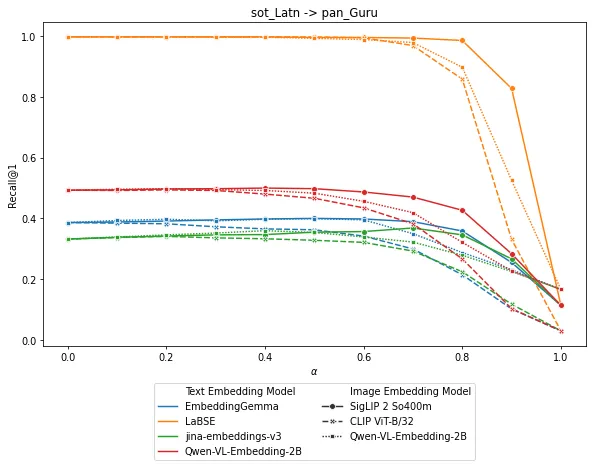 sot_Latn -> pan_Guru
Recall@1
1.0
0.8
0.6
0.4
0.2
0.0
0.0 0.2 0.4 0.6 0.8 1.0
α
Text Embedding Model
EmbeddingGemma
LaBSE
jina-embeddings-v3
Qwen-VL-Embedding-2B
Image Embedding Model
SigLIP 2 So400m
CLIP ViT-B/32
Qwen-VL-Embedding-2B